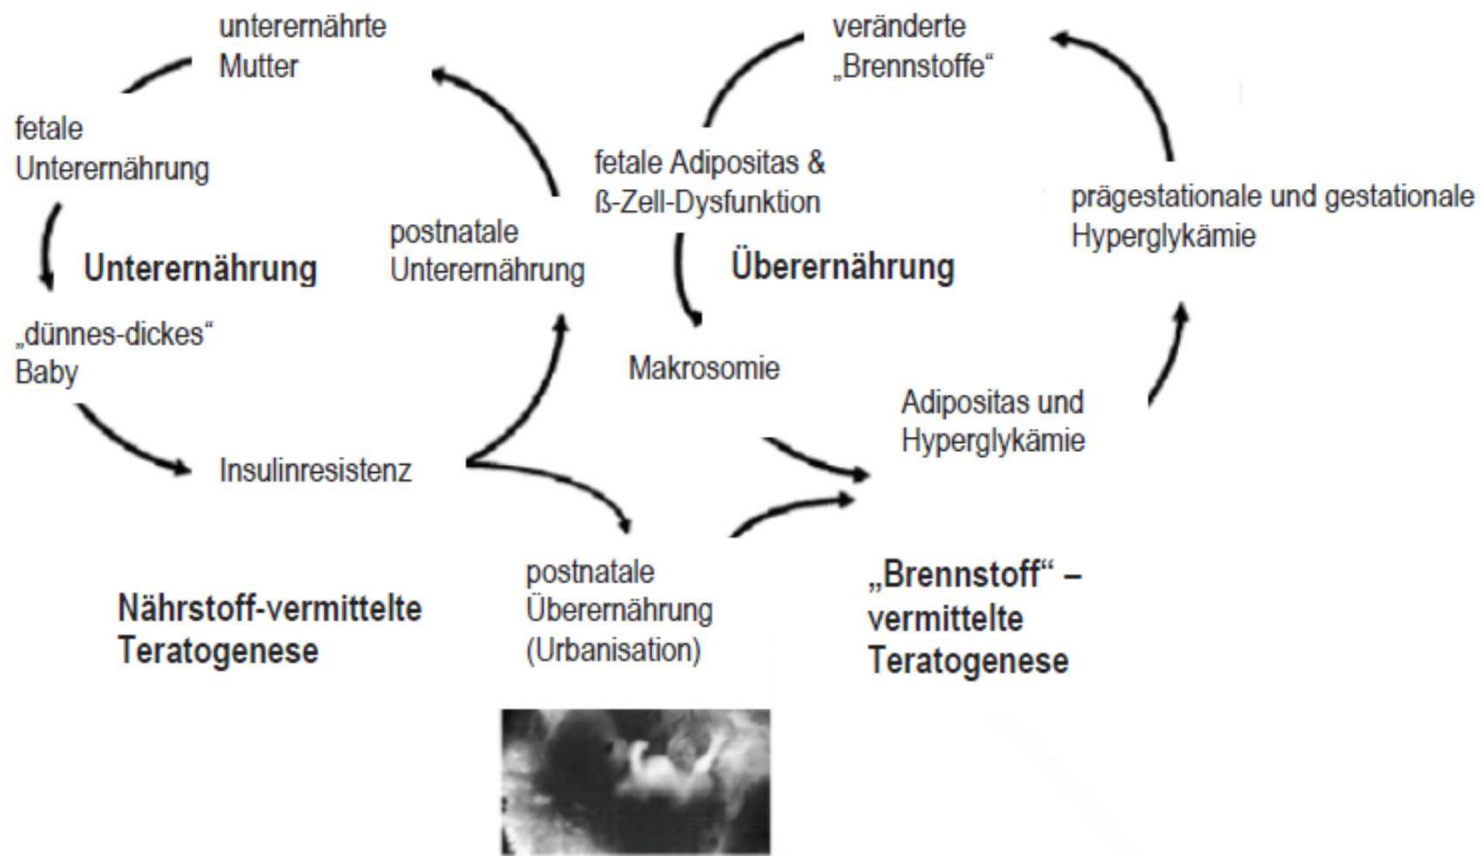 unterernährte
Mutter
fetale
Unterernährung
Unterernährung
„dünnes-dickes“
Baby
Insulinresistenz
postnatale
Unterernährung
Nährstoff-vermittelte
Teratogenese
postnatale
Überernährung
(Urbanisation)
veränderte
„Brennstoffe“
fetale Adipositas &
ß-Zell-Dysfunktion
Überernährung
Makrosomie
Adipositas und
Hyperglykämie
prägestationale und gestationale
Hyperglykämie
„Brennstoff“ –
vermittelte
Teratogenese